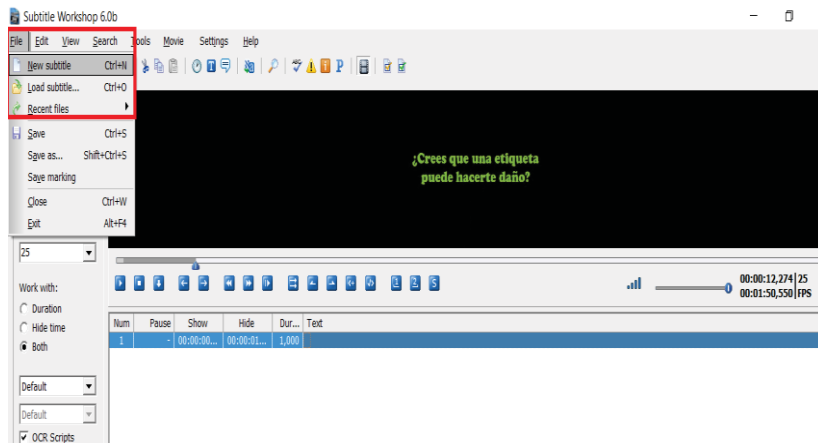 Subtitle Workshop 6.0b
File Edit View Search Tools Movie Settings Help
New subtitle Ctrl+N
Load subtitle... Ctrl+O
Recent files
Save Ctrl+S
Save as... Shift+Ctrl+S
Save marking
Close Ctrl+W
Exit Alt+F4
¿Crees que una etiqueta
puede hacerte daño?
25
Work with:
Duration
Hide time
Both
Default
Default
OCR Scripts
00:00:12,274 25
00:01:50,550 FPS
Num Pause Show Hide Dur... Text
1 - 00:00:00... 00:00:01... 1,000